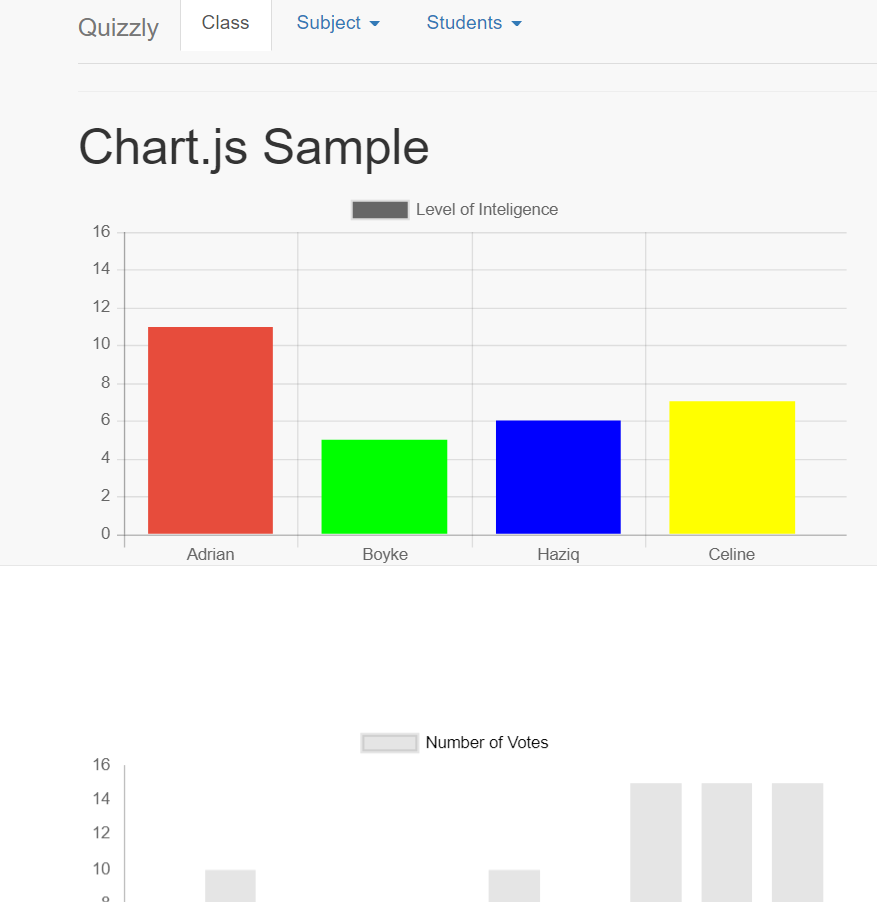 Quizzly Class Subject Students
Chart.js Sample
Level of Inteligence
16
14
12
10
8
6
4
2
0
Adrian Boyke Haziq Celine
Number of Votes
16
14
12
10
8